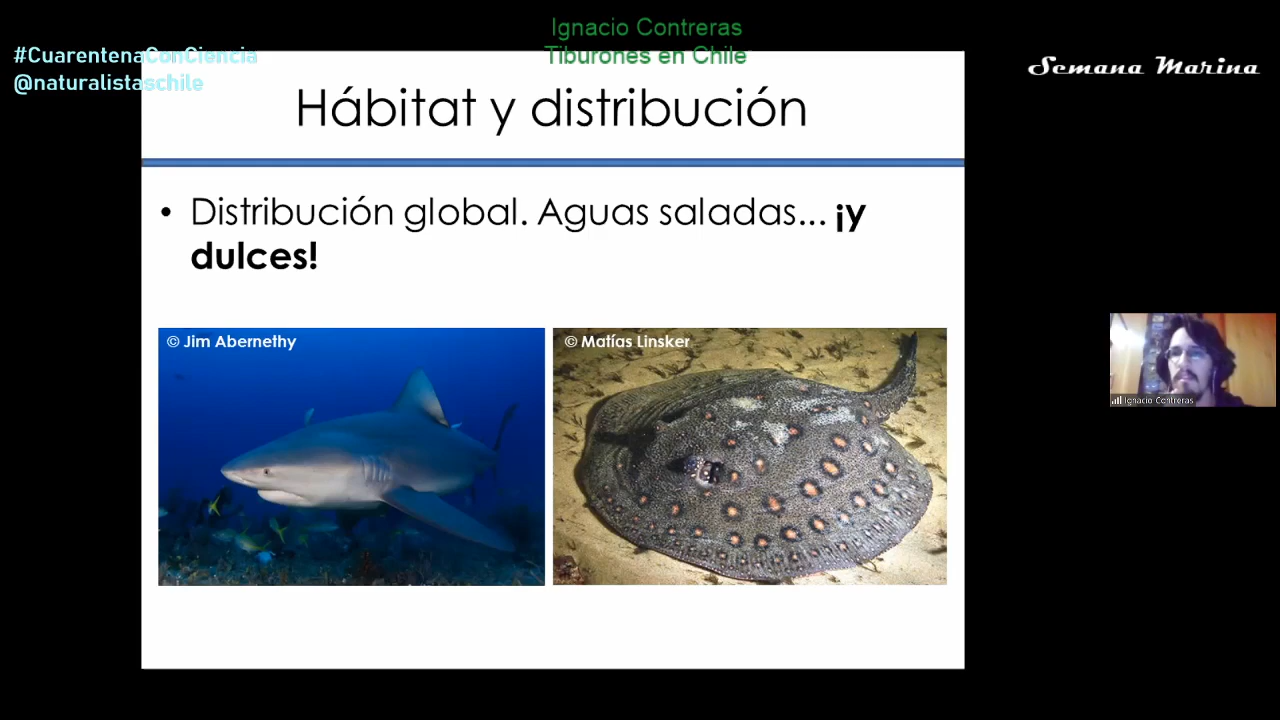 Ignacio Contreras
Tiburones en Chile
#CuarentenaConCiencia
@naturalistaschile
Semana Marina
Hábitat y distribución
• Distribución global. Aguas saladas... ¡y
dulces!
© Jim Abernethy
© Matías Linsker
Ignacio Contreras